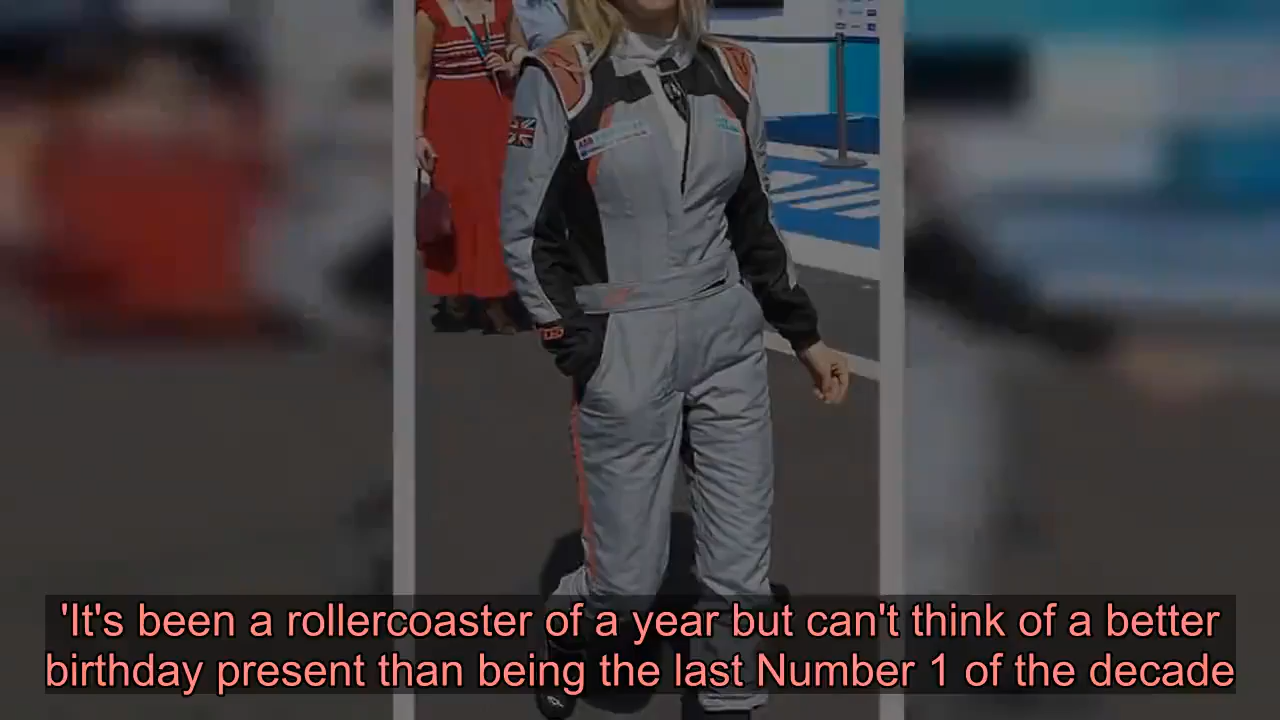 'It's been a rollercoaster of a year but can't think of a better
birthday present than being the last Number 1 of the decade
ABB